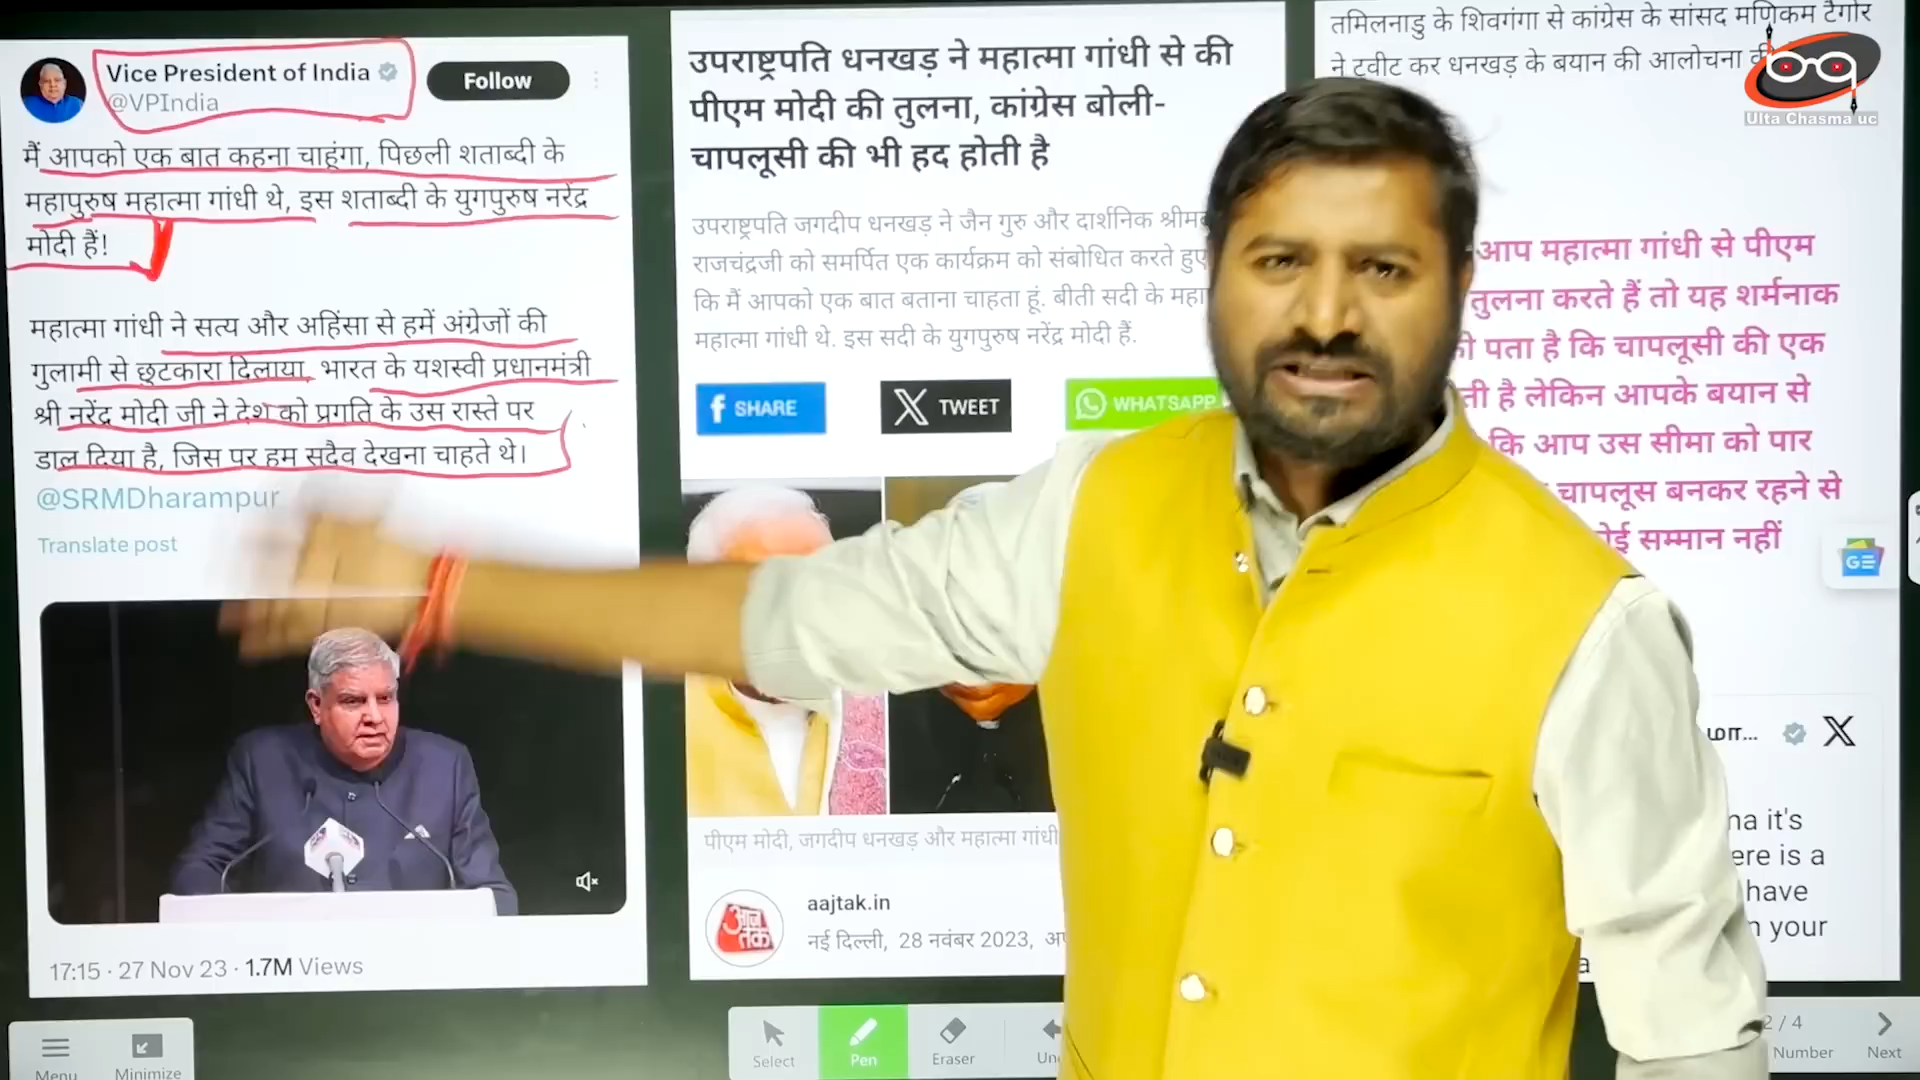 Vice President of India
@VPIndia
Follow
मैं आपको एक बात कहना चाहूंगा, पिछली शताब्दी के
महापुरुष महात्मा गांधी थे, इस शताब्दी के युगपुरुष नरेंद्र
मोदी हैं!
महात्मा गांधी ने सत्य और अहिंसा से हमें अंग्रेजों की
गुलामी से छुटकारा दिलाया, भारत के यशस्वी प्रधानमंत्री
श्री नरेंद्र मोदी जी ने देश को प्रगति के उस रास्ते पर
डाल दिया है, जिस पर हम सदैव देखना चाहते थे।
@SRMDharampur
Translate post
17:15 · 27 Nov 23 · 1.7M Views
Menu
Minimize
उपराष्ट्रपति धनखड़ ने महात्मा गांधी से की
पीएम मोदी की तुलना, कांग्रेस बोली-
चापलूसी की भी हद होती है
उपराष्ट्रपति जगदीप धनखड़ ने जैन गुरु और दार्शनिक
राजचंद्रजी को समर्पित एक कार्यक्रम को संबोधित करते हुए
कि मैं आपको एक बात बताना चाहता हूं. बीती सदी के
महात्मा गांधी थे. इस सदी के युगपुरुष नरेंद्र मोदी हैं.
f SHARE
X TWEET
WHATSAPP
पीएम मोदी, जगदीप धनखड़ और महात्मा गांधी
आज तक
aajtak.in
नई दिल्ली, 28 नवंबर 2023,
Select
Pen
Eraser
तमिलनाडु के शिवगंगा से कांग्रेस के सांसद मणिकम टैगोर
ने ट्वीट कर धनखड़ के बयान की आलोचना
Ulta Chasma uc
आप महात्मा गांधी से पीएम
तुलना करते हैं तो यह शर्मनाक
पता है कि चापलूसी की एक
है लेकिन आपके बयान से
कि आप उस सीमा को पार
चापलूस बनकर रहने से
सम्मान नहीं
GE
மா...
X
it's
is a
have
your
2 / 4
Number
Next